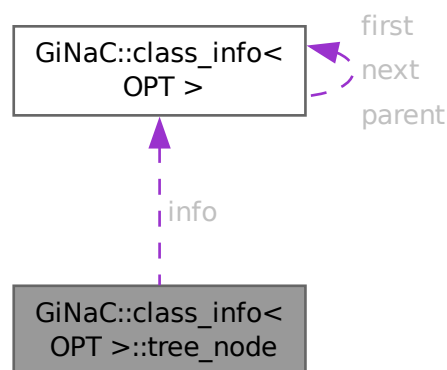 GiNaC::class_info<
OPT >
first
next
parent
info
GiNaC::class_info<
OPT >::tree_node